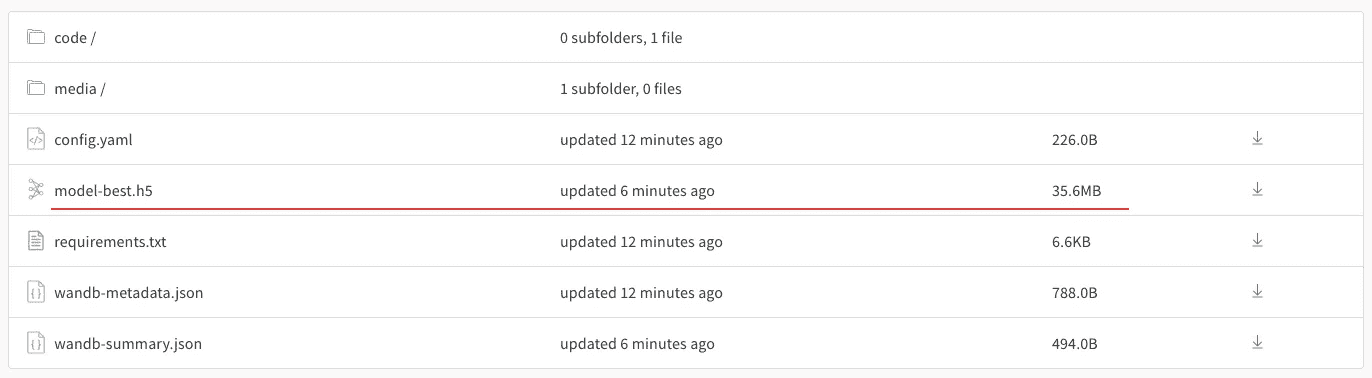 code / 0 subfolders, 1 file
media / 1 subfolder, 0 files
config.yaml updated 12 minutes ago 226.0B
model-best.h5 updated 6 minutes ago 35.6MB
requirements.txt updated 12 minutes ago 6.6KB
wandb-metadata.json updated 12 minutes ago 788.0B
wandb-summary.json updated 6 minutes ago 494.0B